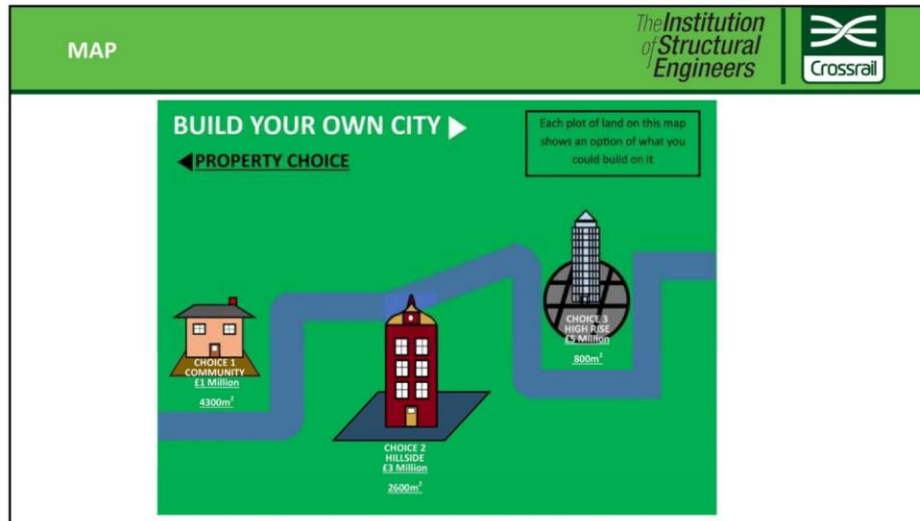 MAP
The Institution
of Structural
Engineers
Crossrail
BUILD YOUR OWN CITY
PROPERTY CHOICE
Each plot of land on this map
shows an option of what you
could build on it
CHOICE 1
COMMUNITY
£1 Million
4300m²
CHOICE 2
HILLSIDE
£3 Million
2600m²
CHOICE 3
HIGH RISE
£5 Million
800m²